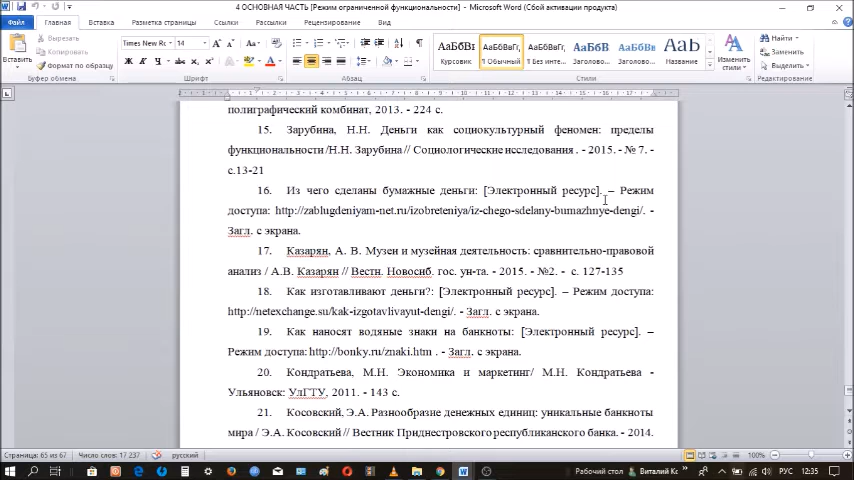 4 ОСНОВНАЯ ЧАСТЬ [Режим ограниченной функциональности] - Microsoft Word (Сбой активации продукта)
Файл Главная Вставка Разметка страницы Ссылки Рассылки Рецензирование Вид
Вставить
Вырезать
Копировать
Формат по образцу
Буфер обмена
Times New Ro 14
Шрифт
Абзац
АаБбВг АаБбВвГг, АаБбВвГг, АаБбВ АаБбВвГ АаБ
Курсив ¶ Обычный ¶ Без инте... Заголово... Заголово... Название
Стили
Изменить стили
Найти
Заменить
Выделить
Редактирование
полиграфический комбинат, 2013. - 224 с.
15. Зарубина, Н.Н. Деньги как социокультурный феномен: пределы
функциональности /Н.Н. Зарубина // Социологические исследования . - 2015. - № 7. -
с.13-21
16. Из чего сделаны бумажные деньги: [Электронный ресурс]. – Режим
доступа: http://zablugdeniyam-net.ru/izobreteniya/iz-chego-sdelany-bumazhnye-dengi/. -
Загл. с экрана.
17. Казарян, А. В. Музеи и музейная деятельность: сравнительно-правовой
анализ / А.В. Казарян // Вестн. Новосиб. гос. ун-та. - 2015. - №2. - с. 127-135
18. Как изготавливают деньги?: [Электронный ресурс]. – Режим доступа:
http://netexchange.su/kak-izgotavlivayut-dengi/. - Загл. с экрана.
19. Как наносят водяные знаки на банкноты: [Электронный ресурс]. –
Режим доступа: http://bonky.ru/znaki.htm . - Загл. с экрана.
20. Кондратьева, М.Н. Экономика и маркетинг/ М.Н. Кондратьева -
Ульяновск: УлГТУ, 2011. - 143 с.
21. Косовский, Э.А. Разнообразие денежных единиц: уникальные банкноты
мира / Э.А. Косовский // Вестник Приднестровского республиканского банка. - 2014.
Страница: 65 из 67 Число слов: 17 237 русский 100%
Рабочий стол Виталий Ко РУС 12:35